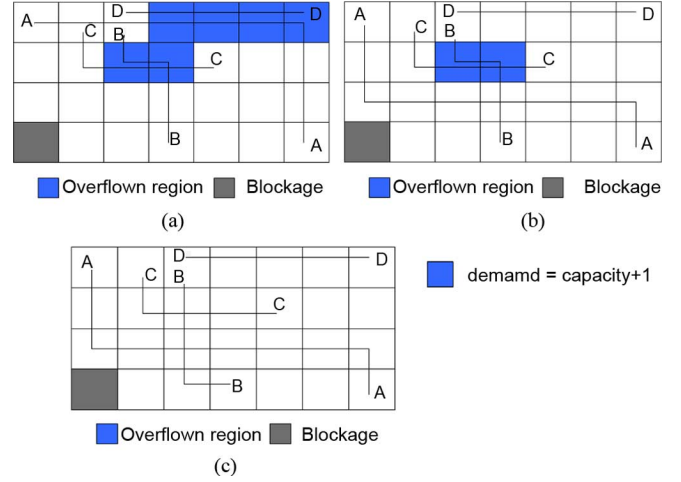 D D
A
C
B
C
B
A
Overflown region Blockage
(a)
A D D
C B
C
B
A
Overflown region Blockage
(b)
A D D
C B
C
B
A
Overflown region Blockage
(c)
demamd = capacity+1